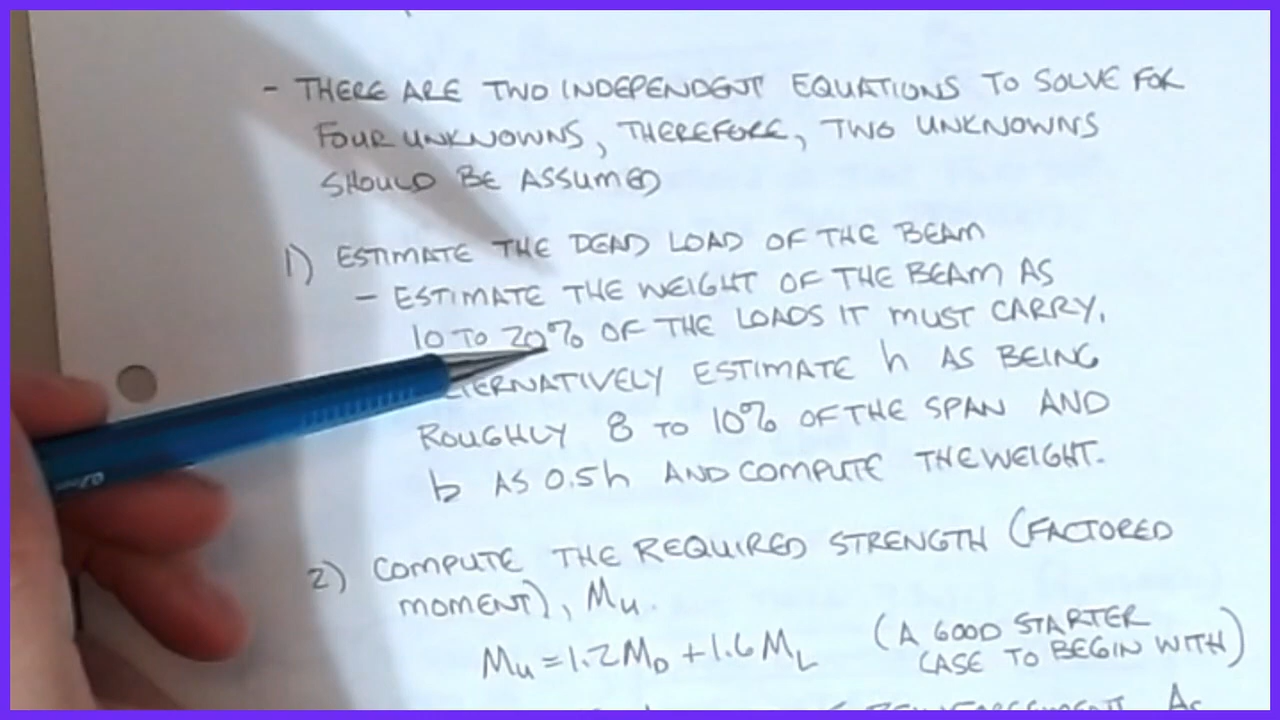 - THERE ARE TWO INDEPENDENT EQUATIONS TO SOLVE FOR
FOUR UNKNOWNS, THEREFORE, TWO UNKNOWNS
SHOULD BE ASSUMED
1) ESTIMATE THE DEAD LOAD OF THE BEAM
- ESTIMATE THE WEIGHT OF THE BEAM AS
10 TO 20% OF THE LOADS IT MUST CARRY.
ALTERNATIVELY ESTIMATE h AS BEING
ROUGHLY 8 TO 10% OF THE SPAN AND
b AS 0.5h AND COMPUTE THE WEIGHT.
2) COMPUTE THE REQUIRED STRENGTH (FACTORED
MOMENT), Mu.
Mu = 1.2MD + 1.6ML (A GOOD STARTER
CASE TO BEGIN WITH)
REINFORCEMENT As